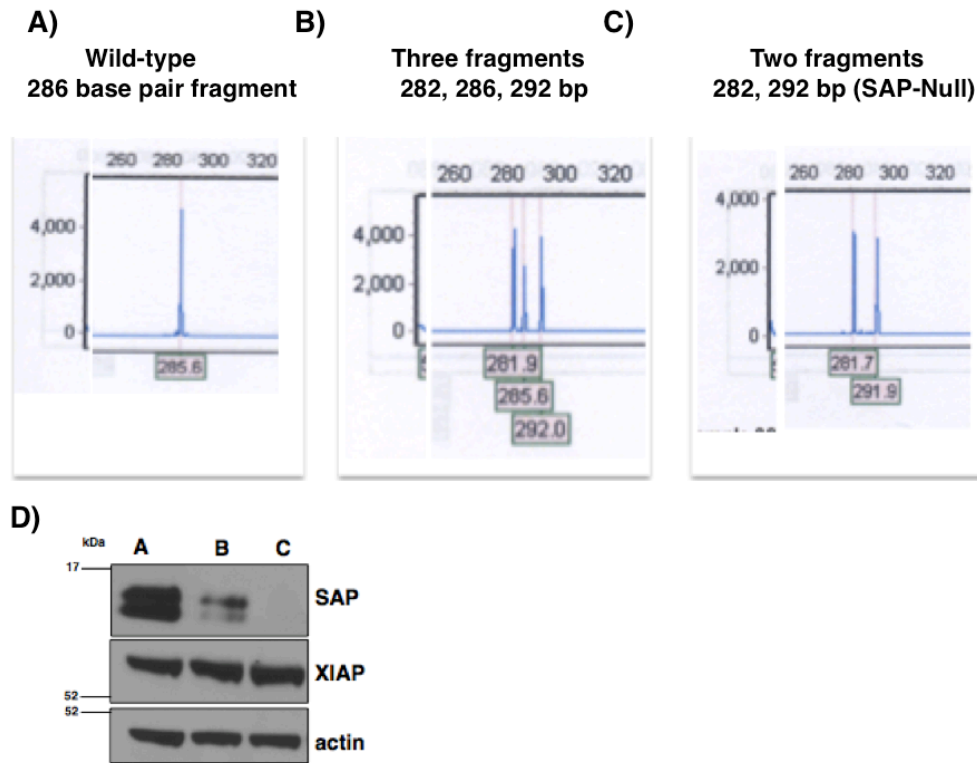 A)
Wild-type
286 base pair fragment
260 280 300 320
4,000
2,000
0
285.6
B)
Three fragments
282, 286, 292 bp
260 280 300 320
4,000
2,000
0
281.9
285.6
292.0
C)
Two fragments
282, 292 bp (SAP-Null)
260 280 300 320
4,000
2,000
0
281.7
291.9
D)
kDa A B C
17
SAP
XIAP
52
52
actin